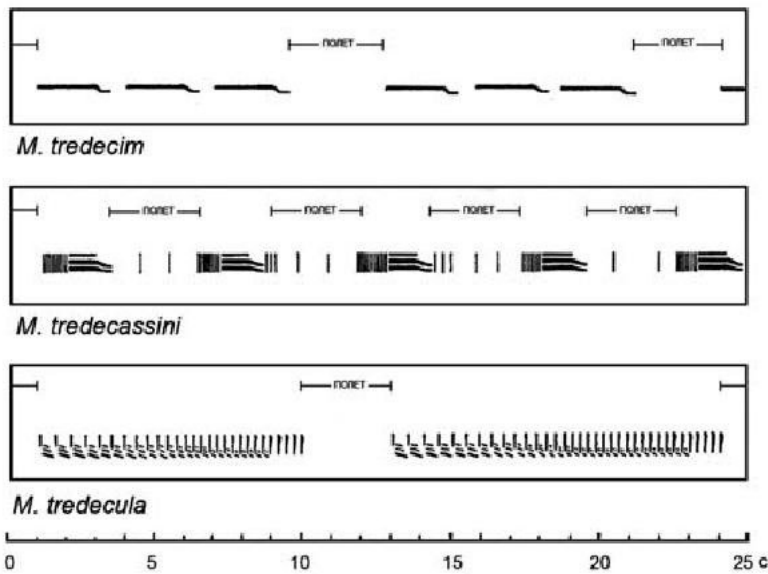 ПОЛЕТ ПОЛЕТ
M. tredecim
ПОЛЕТ ПОЛЕТ ПОЛЕТ ПОЛЕТ
M. tredecassini
ПОЛЕТ
M. tredecula
0 5 10 15 20 25 с